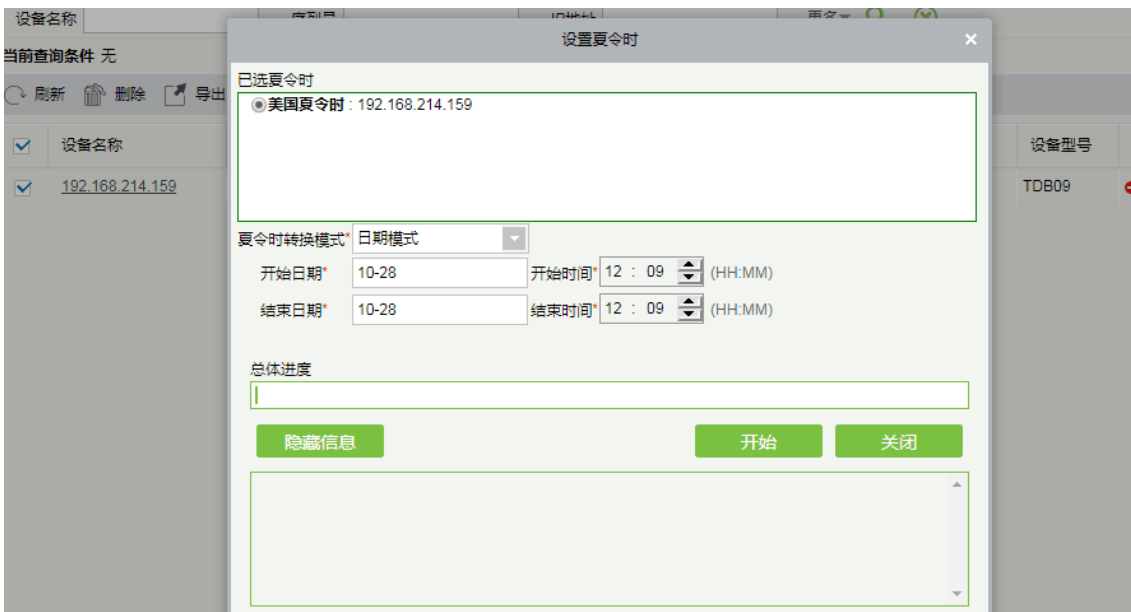 设备名称
更多
设置夏令时
×
当前查询条件 无
已选夏令时
刷新 删除 导出
美国夏令时 : 192.168.214.159
设备名称
设备型号
192.168.214.159
TDB09
夏令时转换模式* 日期模式
开始日期* 10-28 开始时间* 12 : 09 (HH:MM)
结束日期* 10-28 结束时间* 12 : 09 (HH:MM)
总体进度
隐藏信息 开始 关闭